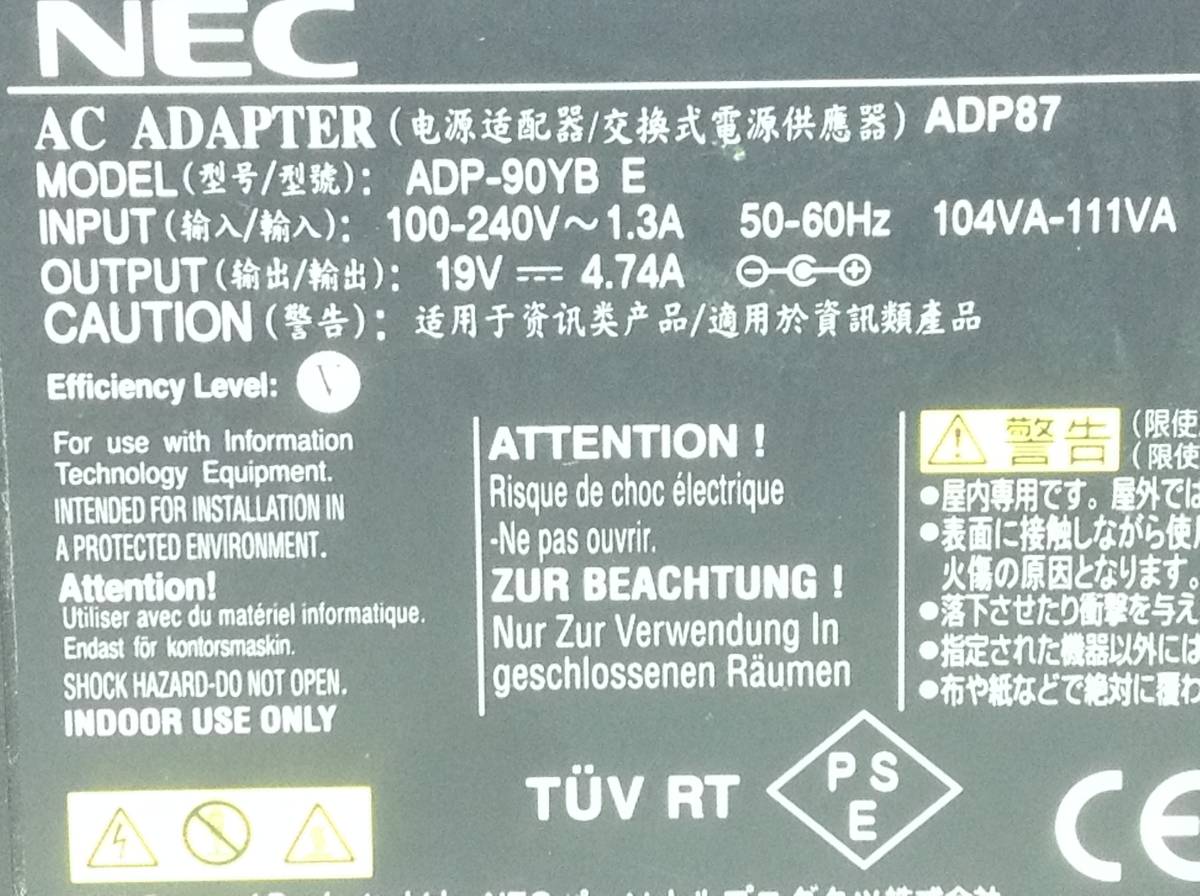 NEC
AC ADAPTER (电源适配器/交換式電源供應器) ADP87
MODEL(型号/型號): ADP-90YB E
INPUT(输入/輸入): 100-240V~1.3A 50-60Hz 104VA-111VA
OUTPUT(输出/輸出): 19V 4.74A
CAUTION(警告): 适用于资讯类产品/適用於資訊類產品
Efficiency Level: V
For use with Information
Technology Equipment.
INTENDED FOR INSTALLATION IN
A PROTECTED ENVIRONMENT.
Attention!
Utiliser avec du matériel informatique.
Endast för kontorsmaskin.
SHOCK HAZARD-DO NOT OPEN.
INDOOR USE ONLY
ATTENTION !
Risque de choc électrique
-Ne pas ouvrir.
ZUR BEACHTUNG !
Nur Zur Verwendung In
geschlossenen Räumen
警告 (限使
(限使
●屋内専用です。屋外では
●表面に接触しながら使
火傷の原因となります。
●落下させたり衝撃を与え
●指定された機器以外には
●布や紙などで絶対に覆わ
TÜV RT
P S
E
CE